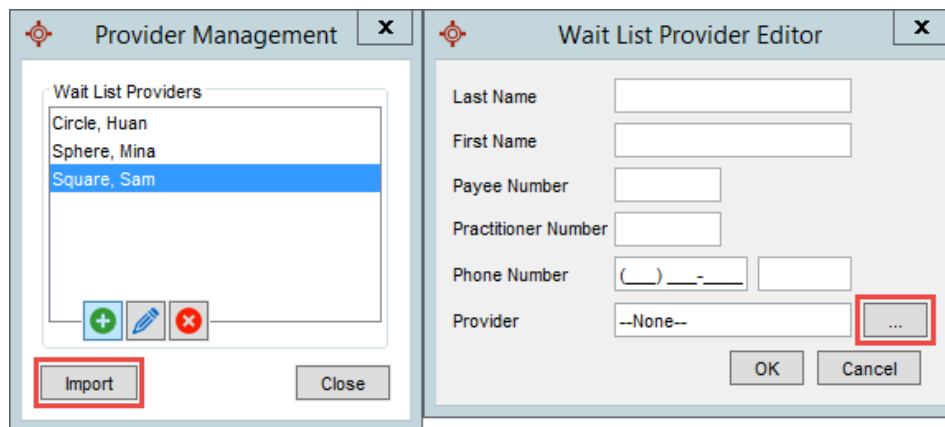 Provider Management
x
Wait List Providers
Circle, Huan
Sphere, Mina
Square, Sam
Import
Close
Wait List Provider Editor
x
Last Name
First Name
Payee Number
Practitioner Number
Phone Number (___) ___-____
Provider --None-- ...
OK Cancel